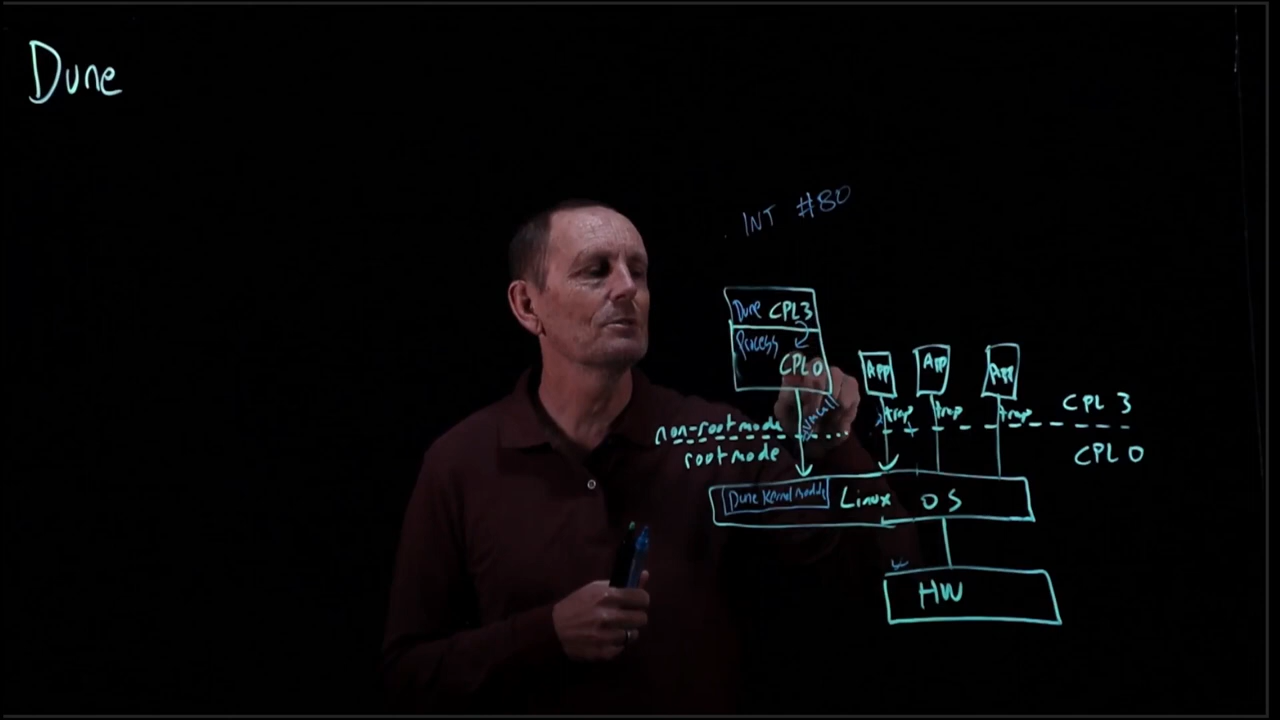 Dune
INT #80
Dune CPL3
Process
CPL0
App
App
App
vmcall
trap
trap
trap
CPL 3
non-root mode
root mode
CPL 0
Dune Kernel Module
Linux OS
HW